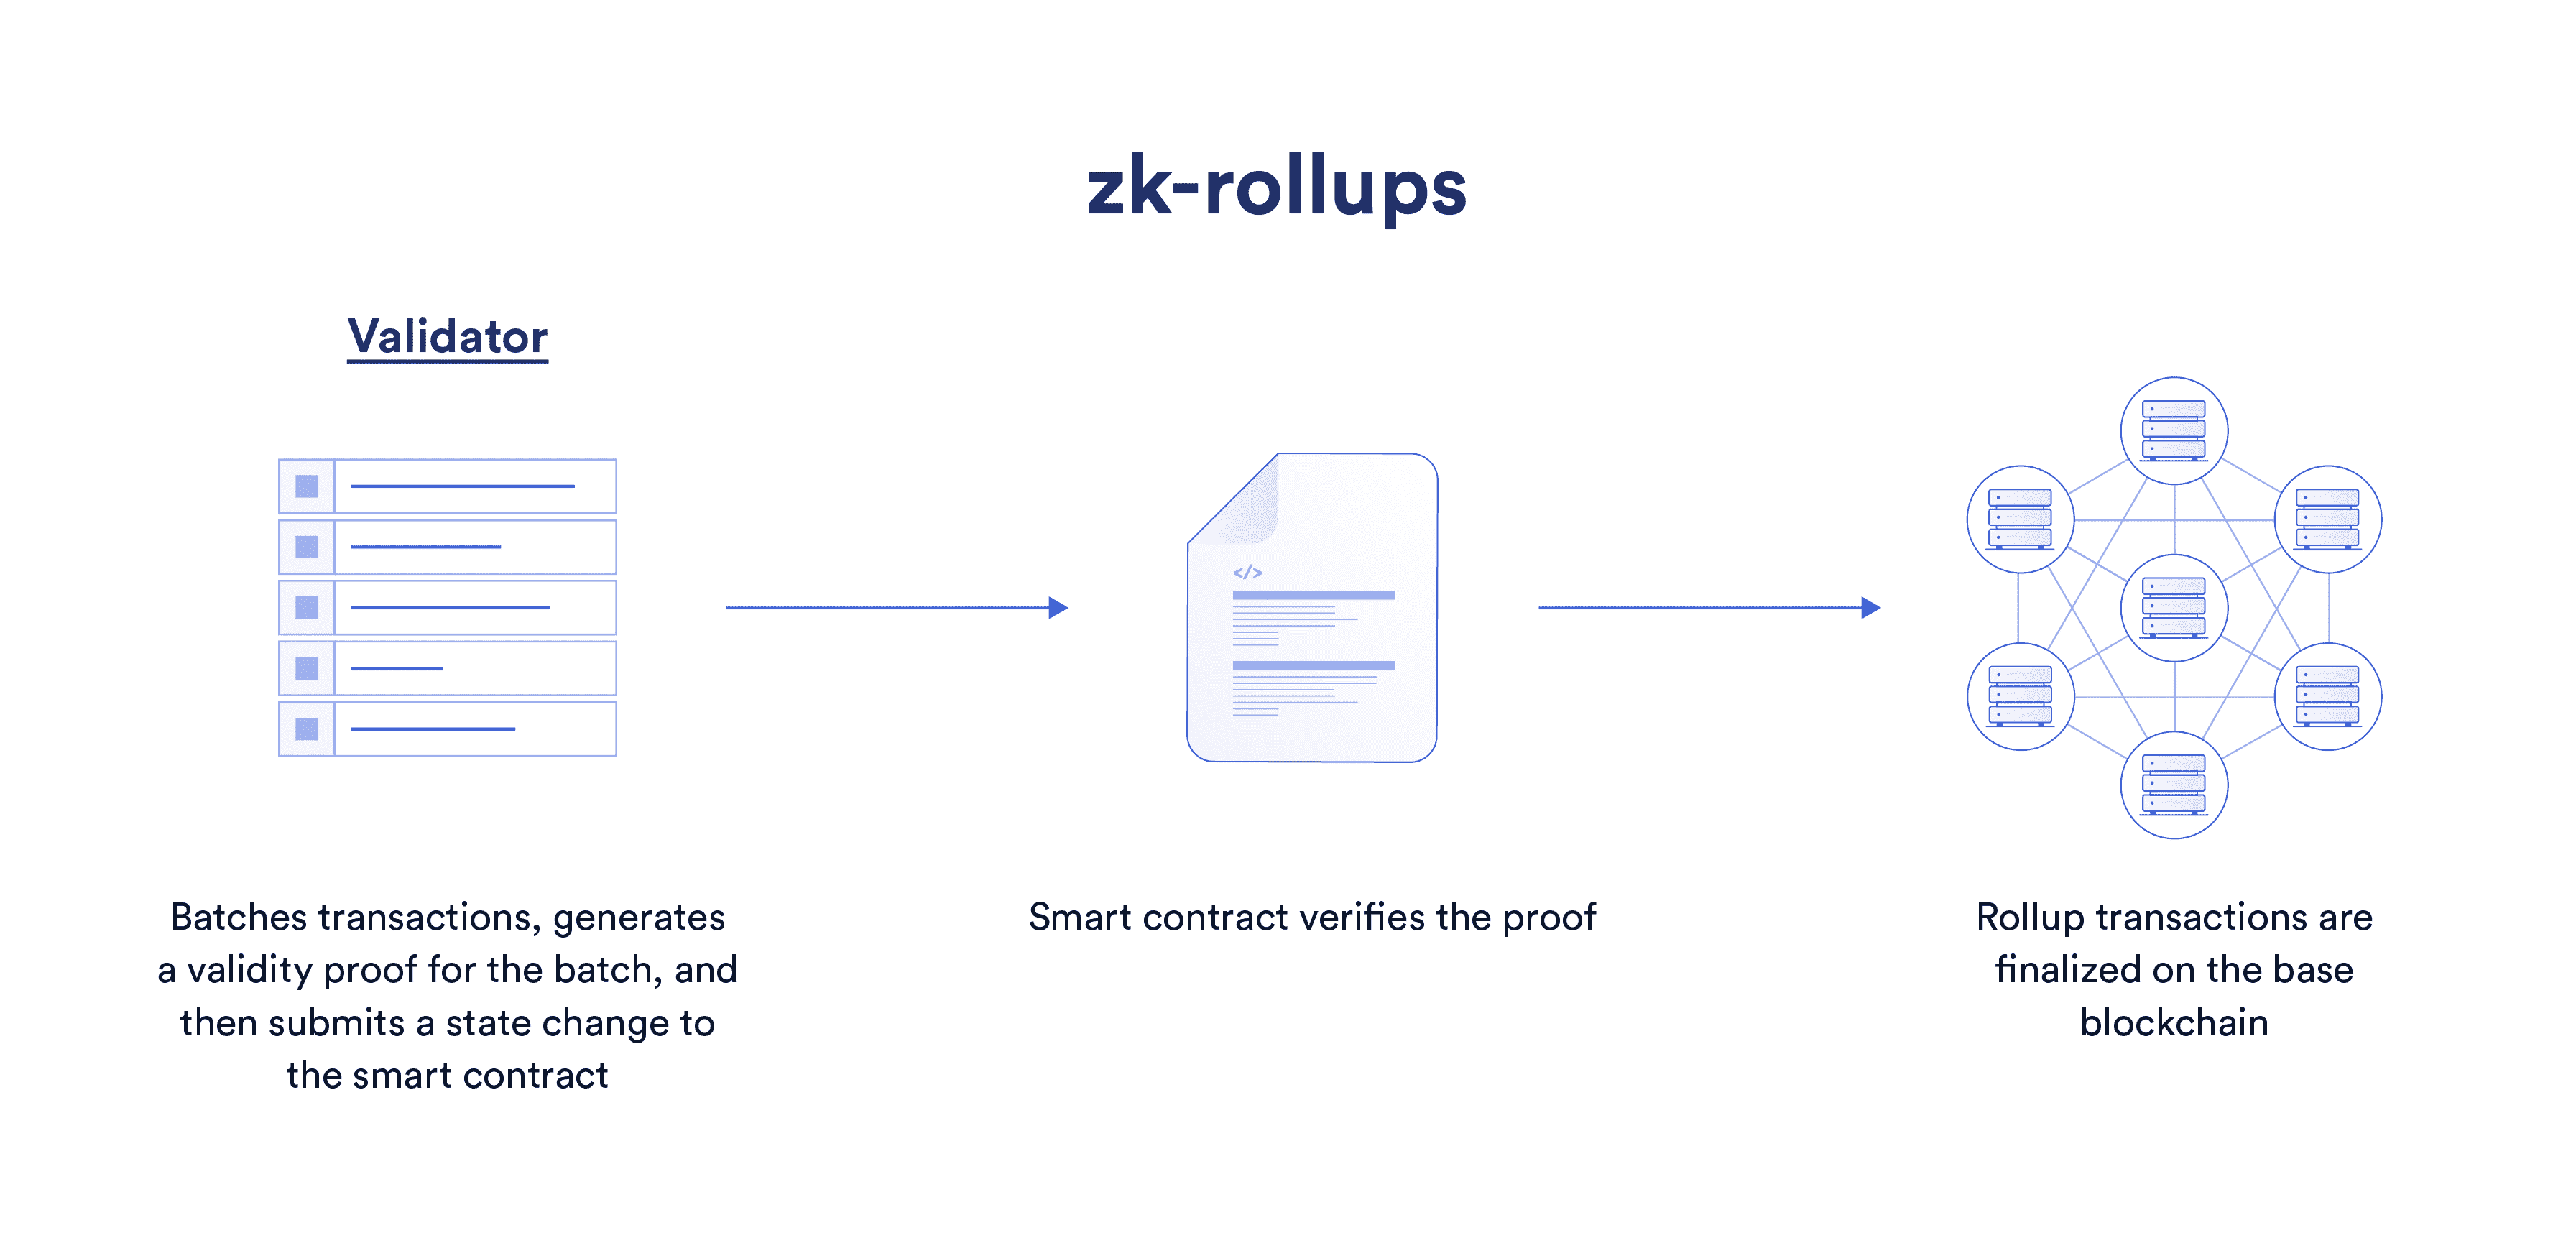 zk-rollups
Validator
</>
Batches transactions, generates
a validity proof for the batch, and
then submits a state change to
the smart contract
Smart contract verifies the proof
Rollup transactions are
finalized on the base
blockchain